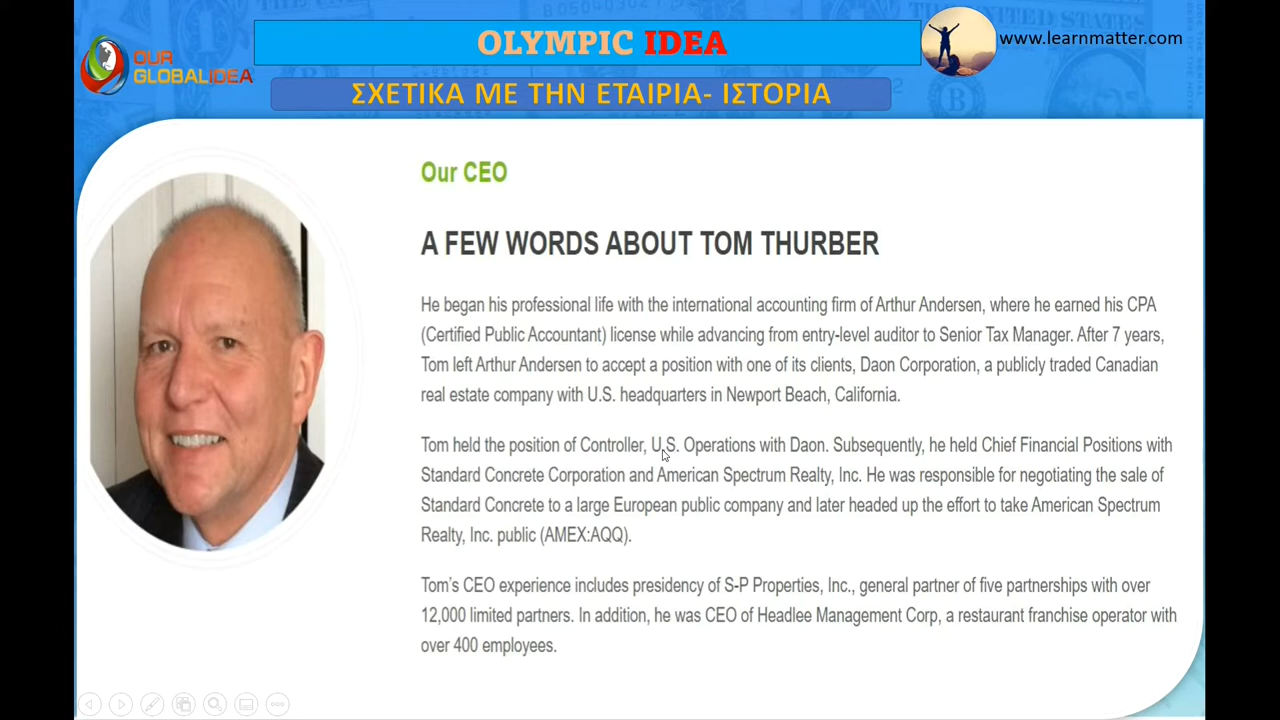 OLYMPIC IDEA
www.learnmatter.com
OUR
GLOBALIDEA
ΣΧΕΤΙΚΑ ΜΕ ΤΗΝ ΕΤΑΙΡΙΑ- ΙΣΤΟΡΙΑ
Our CEO
A FEW WORDS ABOUT TOM THURBER
He began his professional life with the international accounting firm of Arthur Andersen, where he earned his CPA
(Certified Public Accountant) license while advancing from entry-level auditor to Senior Tax Manager. After 7 years,
Tom left Arthur Andersen to accept a position with one of its clients, Daon Corporation, a publicly traded Canadian
real estate company with U.S. headquarters in Newport Beach, California.
Tom held the position of Controller, U.S. Operations with Daon. Subsequently, he held Chief Financial Positions with
Standard Concrete Corporation and American Spectrum Realty, Inc. He was responsible for negotiating the sale of
Standard Concrete to a large European public company and later headed up the effort to take American Spectrum
Realty, Inc. public (AMEX:AQQ).
Tom’s CEO experience includes presidency of S-P Properties, Inc., general partner of five partnerships with over
12,000 limited partners. In addition, he was CEO of Headlee Management Corp, a restaurant franchise operator with
over 400 employees.